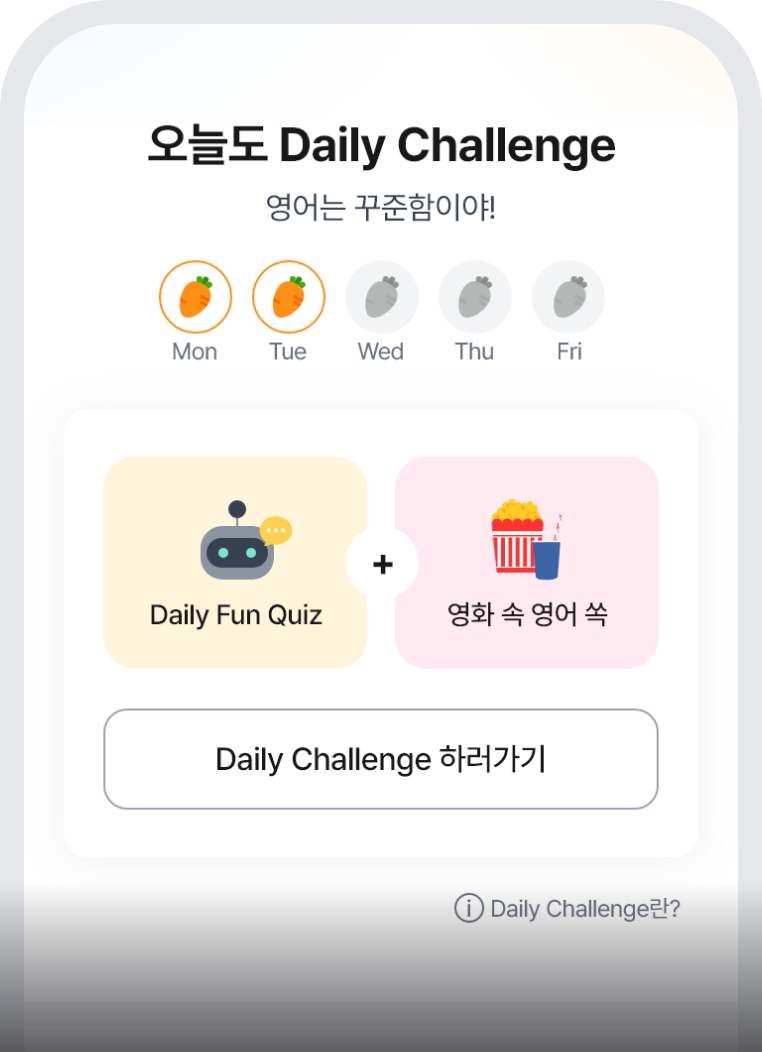 오늘도 Daily Challenge
영어는 꾸준함이야!
Mon Tue Wed Thu Fri
Daily Fun Quiz
+
영화 속 영어 쏙
Daily Challenge 하러가기
Daily Challenge란?